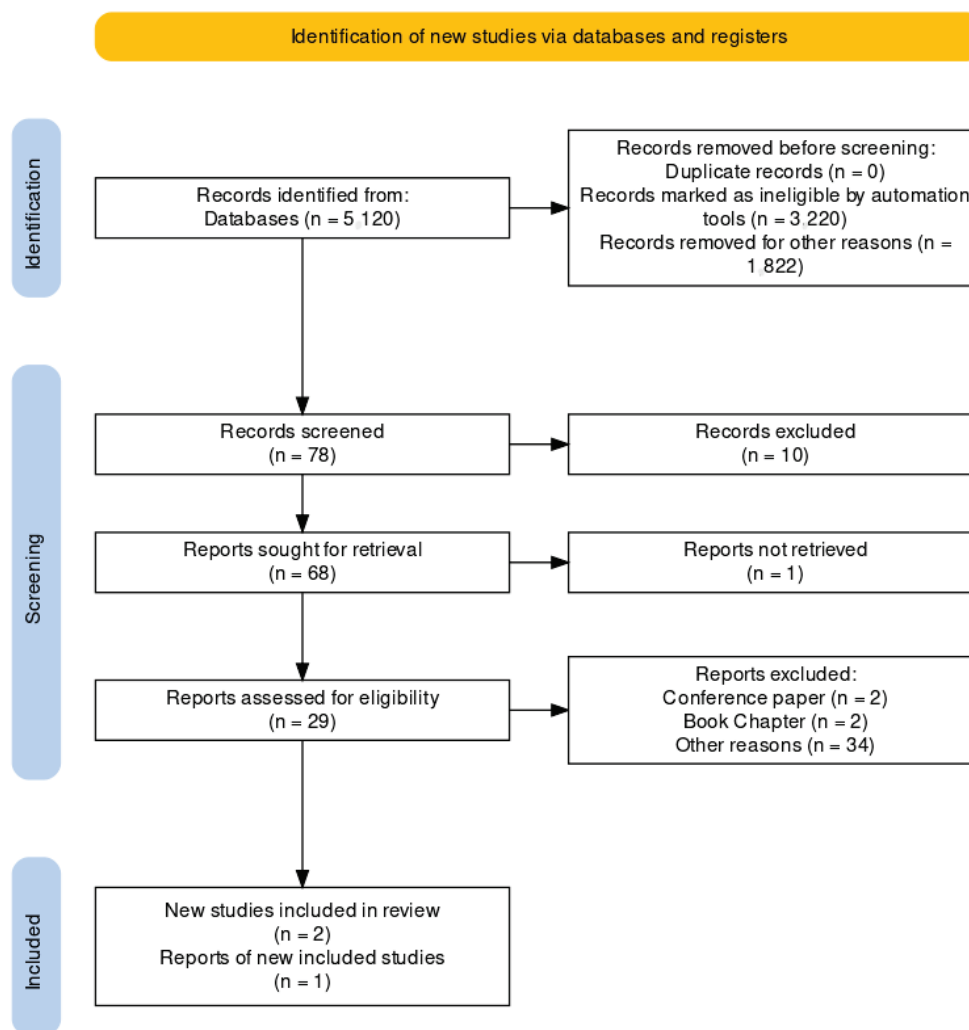 Identification of new studies via databases and registers
Identification
Records identified from:
Databases (n = 5,120)
Records removed before screening:
Duplicate records (n = 0)
Records marked as ineligible by automation
tools (n = 3,220)
Records removed for other reasons (n =
1,822)
Screening
Records screened
(n = 78)
Records excluded
(n = 10)
Reports sought for retrieval
(n = 68)
Reports not retrieved
(n = 1)
Reports assessed for eligibility
(n = 29)
Reports excluded:
Conference paper (n = 2)
Book Chapter (n = 2)
Other reasons (n = 34)
Included
New studies included in review
(n = 2)
Reports of new included studies
(n = 1)